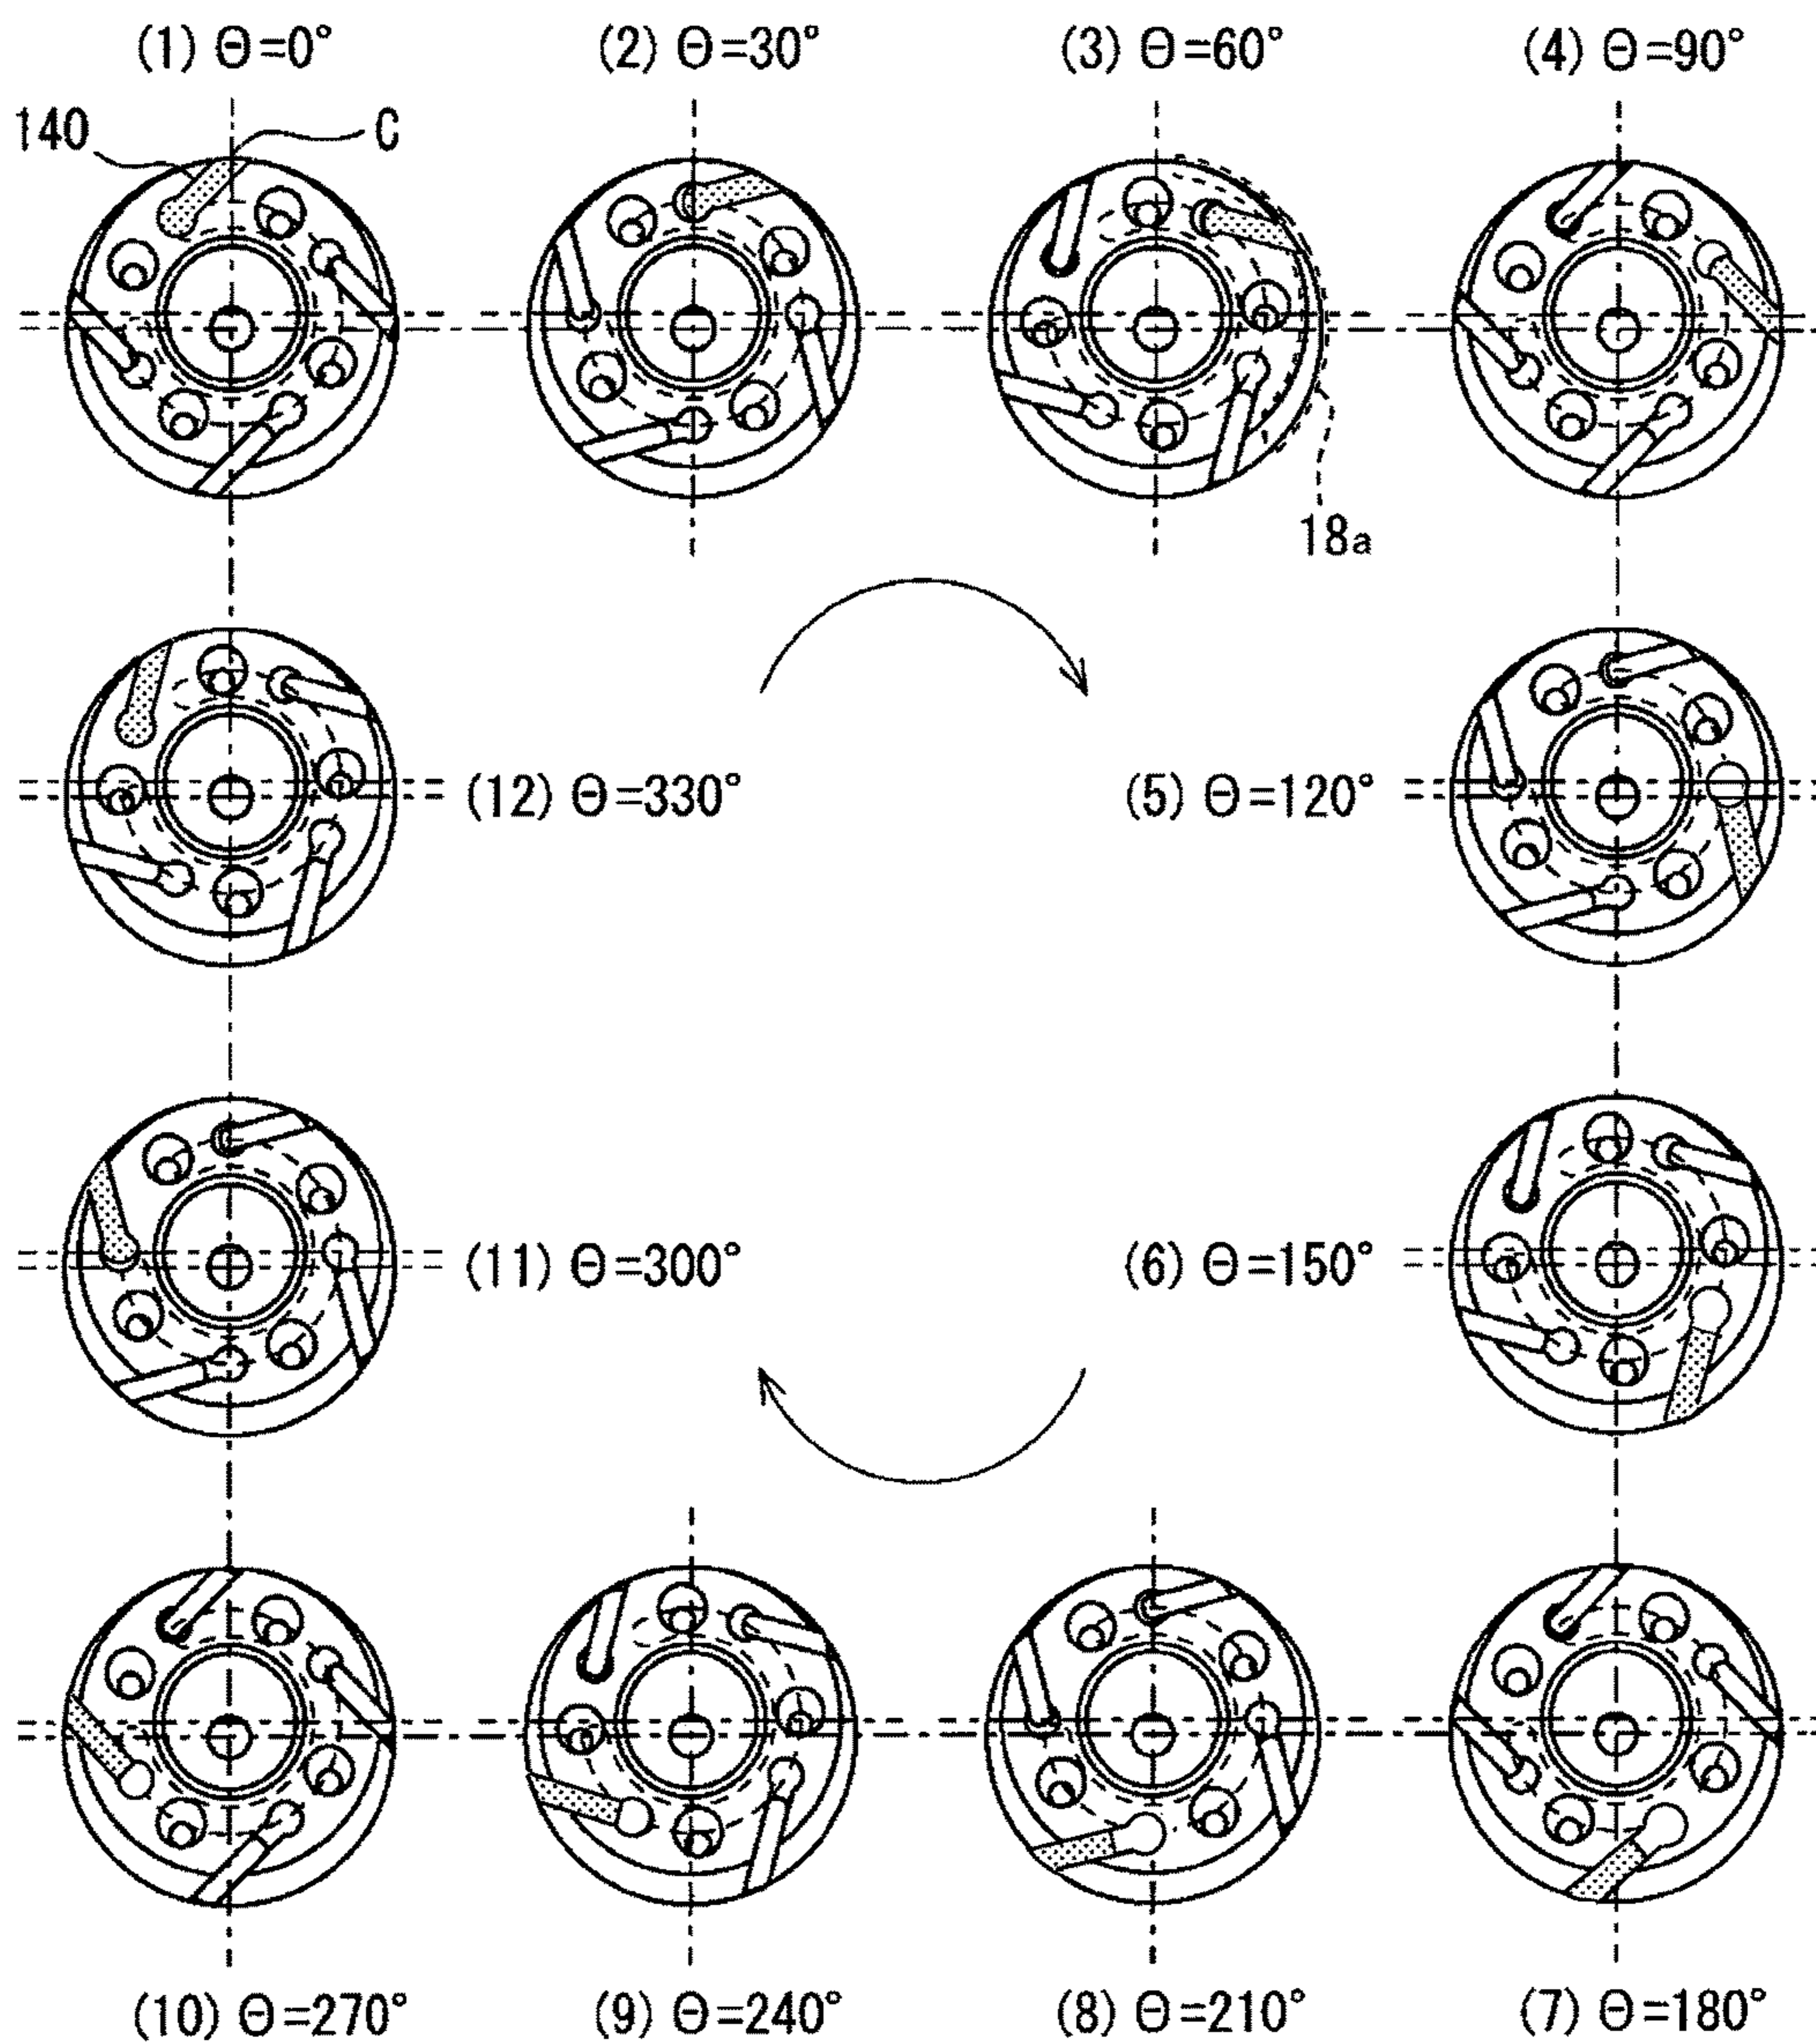 (1) Θ=0° (2) Θ=30° (3) Θ=60° (4) Θ=90°
140 C
18a
(12) Θ=330° (5) Θ=120°
(11) Θ=300° (6) Θ=150°
(10) Θ=270° (9) Θ=240° (8) Θ=210° (7) Θ=180°